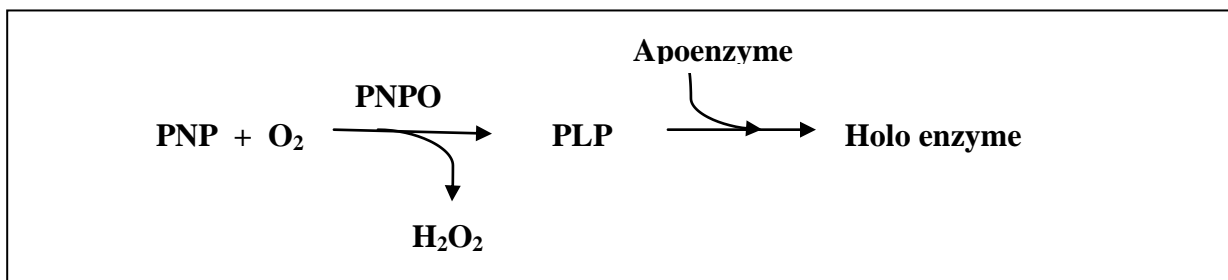 Apoenzyme
PNPO
PNP + O₂ PLP Holo enzyme
H₂O₂